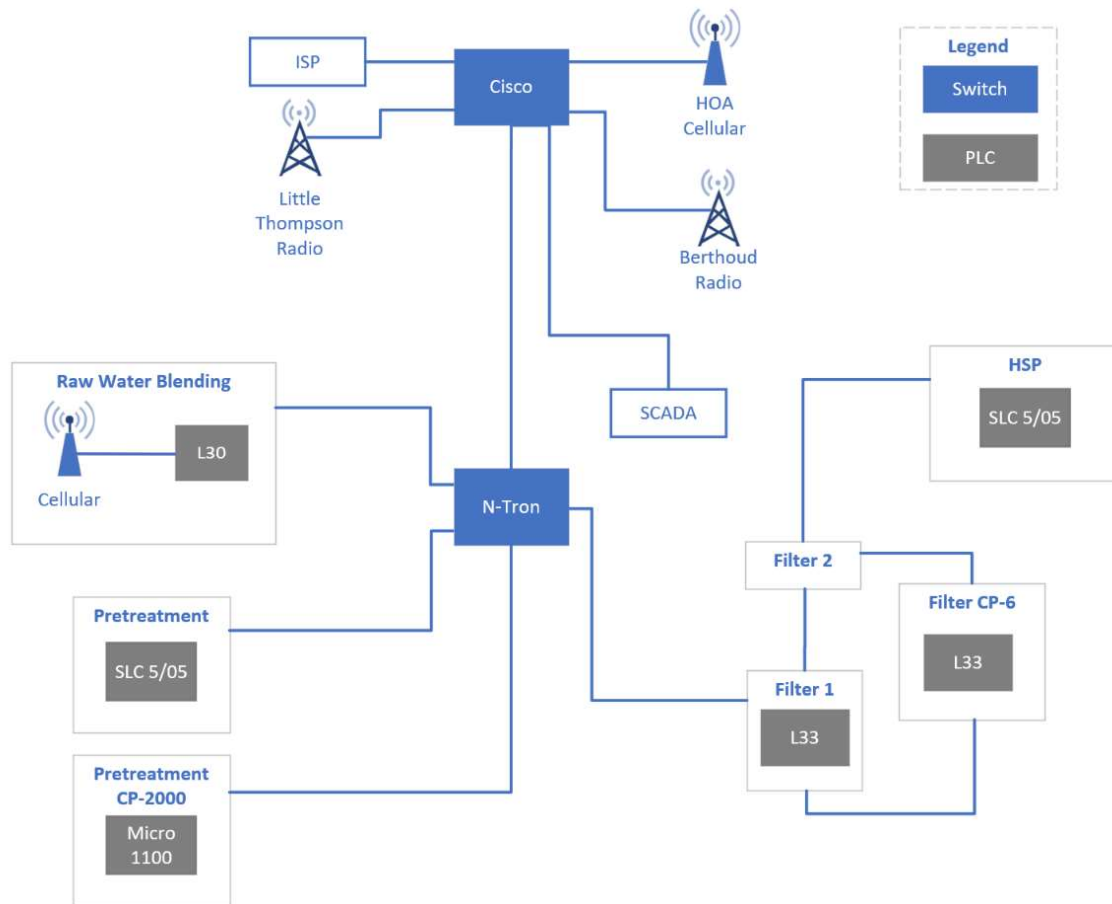 ISP
Cisco
HOA
Cellular
Legend
Switch
PLC
Little
Thompson
Radio
Berthoud
Radio
Raw Water Blending
L30
Cellular
SCADA
HSP
SLC 5/05
N-Tron
Filter 2
Filter CP-6
L33
Pretreatment
SLC 5/05
Filter 1
L33
Pretreatment
CP-2000
Micro
1100